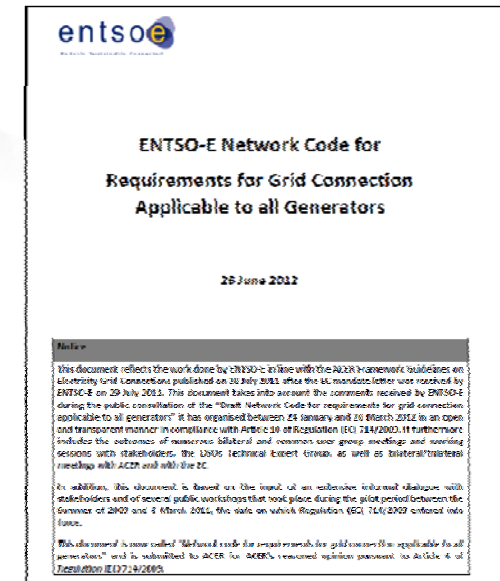 entsoe
ENTSO-E Network Code for
Requirements for Grid Connection
Applicable to all Generators
26 June 2012
Notice
This document reflects the work done by ENTSO-E in line with the ACER Framework Guidelines on
Electricity Grid Connections published on 20 July 2011 after the EC mandate letter was received by
ENTSO-E on 29 July 2011. This document takes into account the comments received by ENTSO-E
during the public consultation of the "Draft Network Code for requirements for grid connection
applicable to all generators" it has organised between 24 January and 20 March 2012 in an open
and transparent manner in compliance with Article 10 of Regulation (EC) 714/2009. It furthermore
includes the outcomes of numerous bilateral and common user group meetings and working
sessions with stakeholders, the DSOs Technical Expert Group, as well as bilateral/trilateral
meetings with ACER and with the EC.
In addition, this document is based on the input of an extensive informal dialogue with
stakeholders and of several public workshops that took place during the pilot period between the
Summer of 2009 and 3 March 2011, the date on which Regulation (EC) 714/2009 entered into
force.
This document is now called "Network code for requirements for grid connection applicable to all
generators" and is submitted to ACER for ACER's reasoned opinion pursuant to Article 6 of
Regulation (EC) 714/2009.